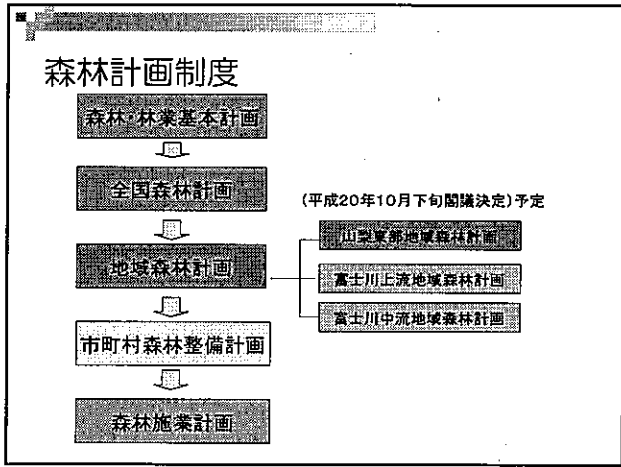 森林計画制度
森林・林業基本計画
全国森林計画
(平成20年10月下旬閣議決定)予定
地域森林計画
山梨東部地域森林計画
富士川上流地域森林計画
富士川中流地域森林計画
市町村森林整備計画
森林施業計画